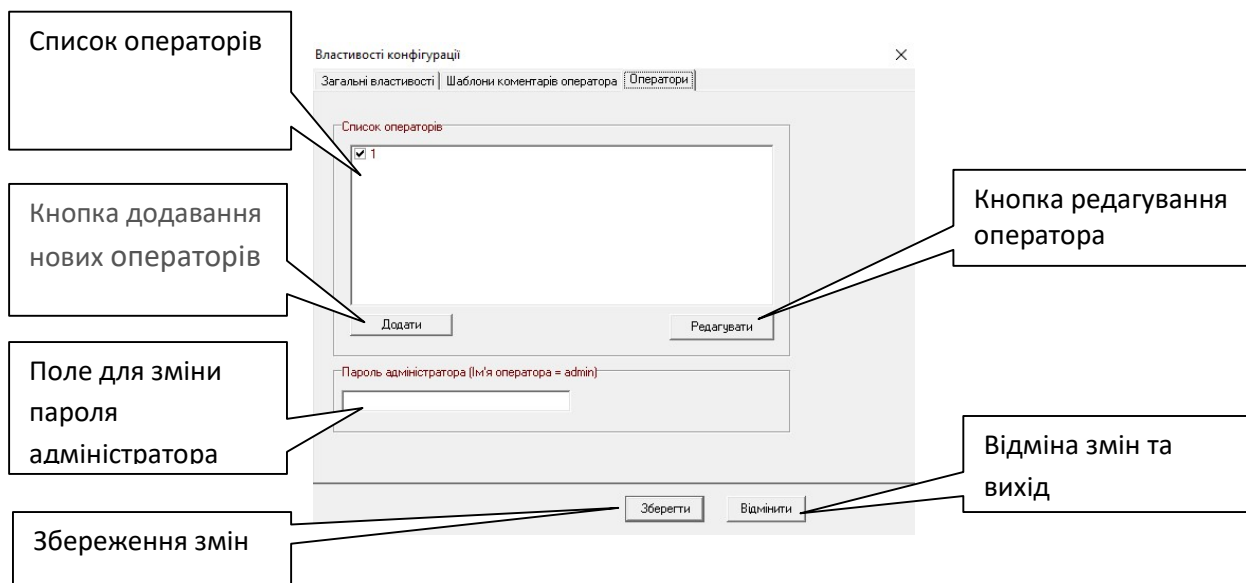 Список операторів
Властивості конфігурації
Загальні властивості
Шаблони коментарів оператора
Оператори
Список операторів
1
Кнопка додавання
нових операторів
Кнопка редагування
оператора
Додати
Редагувати
Поле для зміни
пароля
адміністратора
Пароль адміністратора (Ім'я оператора = admin)
Відміна змін та
вихід
Зберегти
Відмінити
Збереження змін